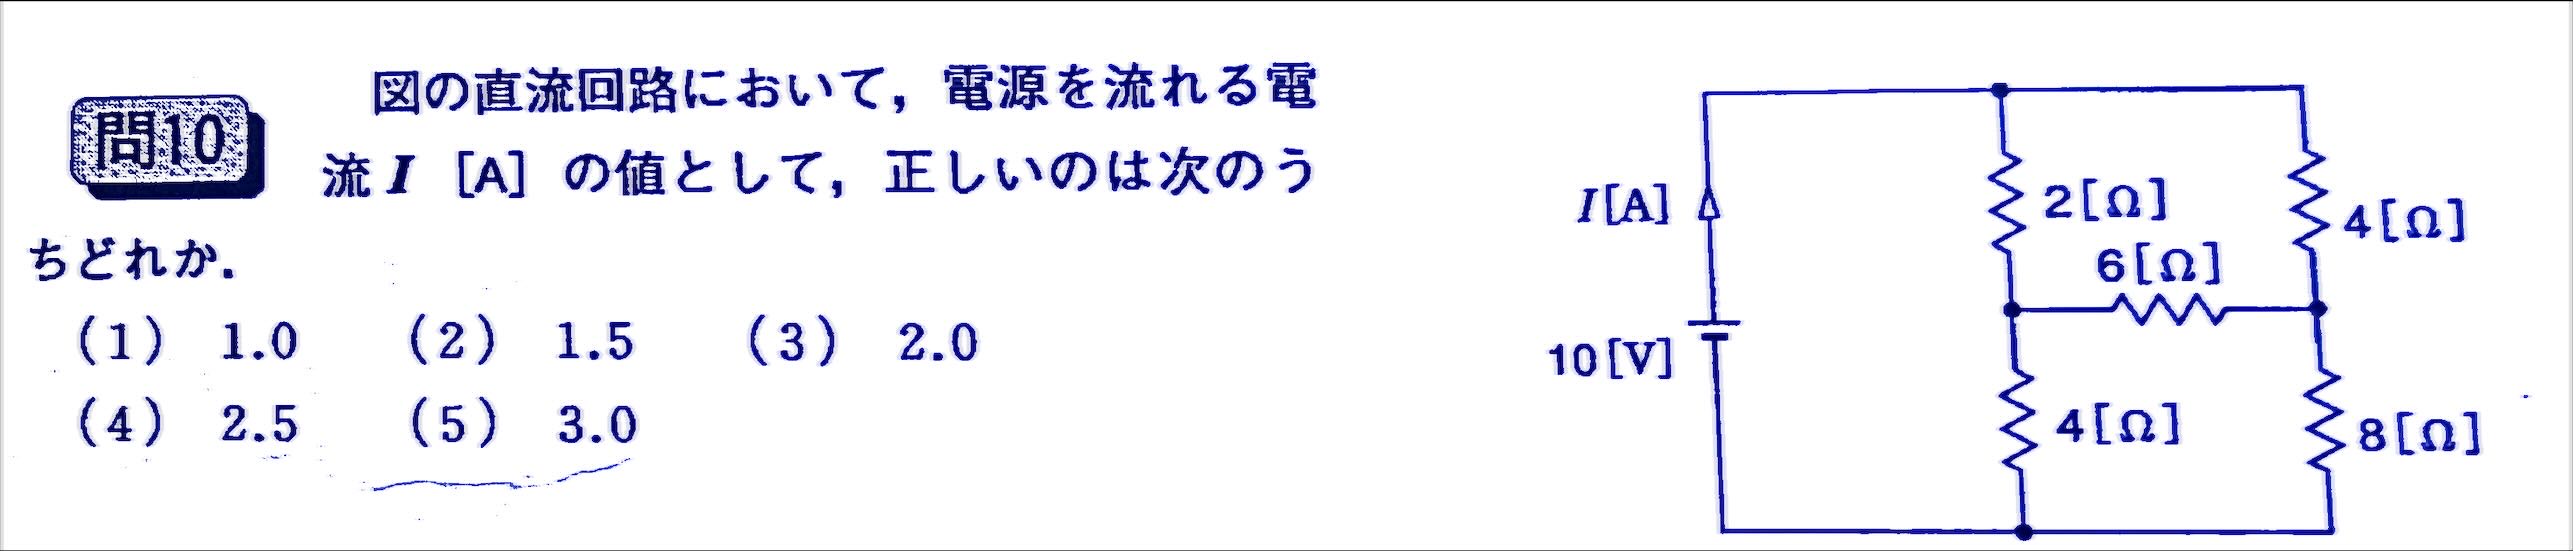 問10 図の直流回路において，電源を流れる電
流I [A] の値として，正しいのは次のう
ちどれか．
(1) 1.0 (2) 1.5 (3) 2.0
(4) 2.5 (5) 3.0
I[A]
2[Ω]
4[Ω]
6[Ω]
10[V]
4[Ω]
8[Ω]